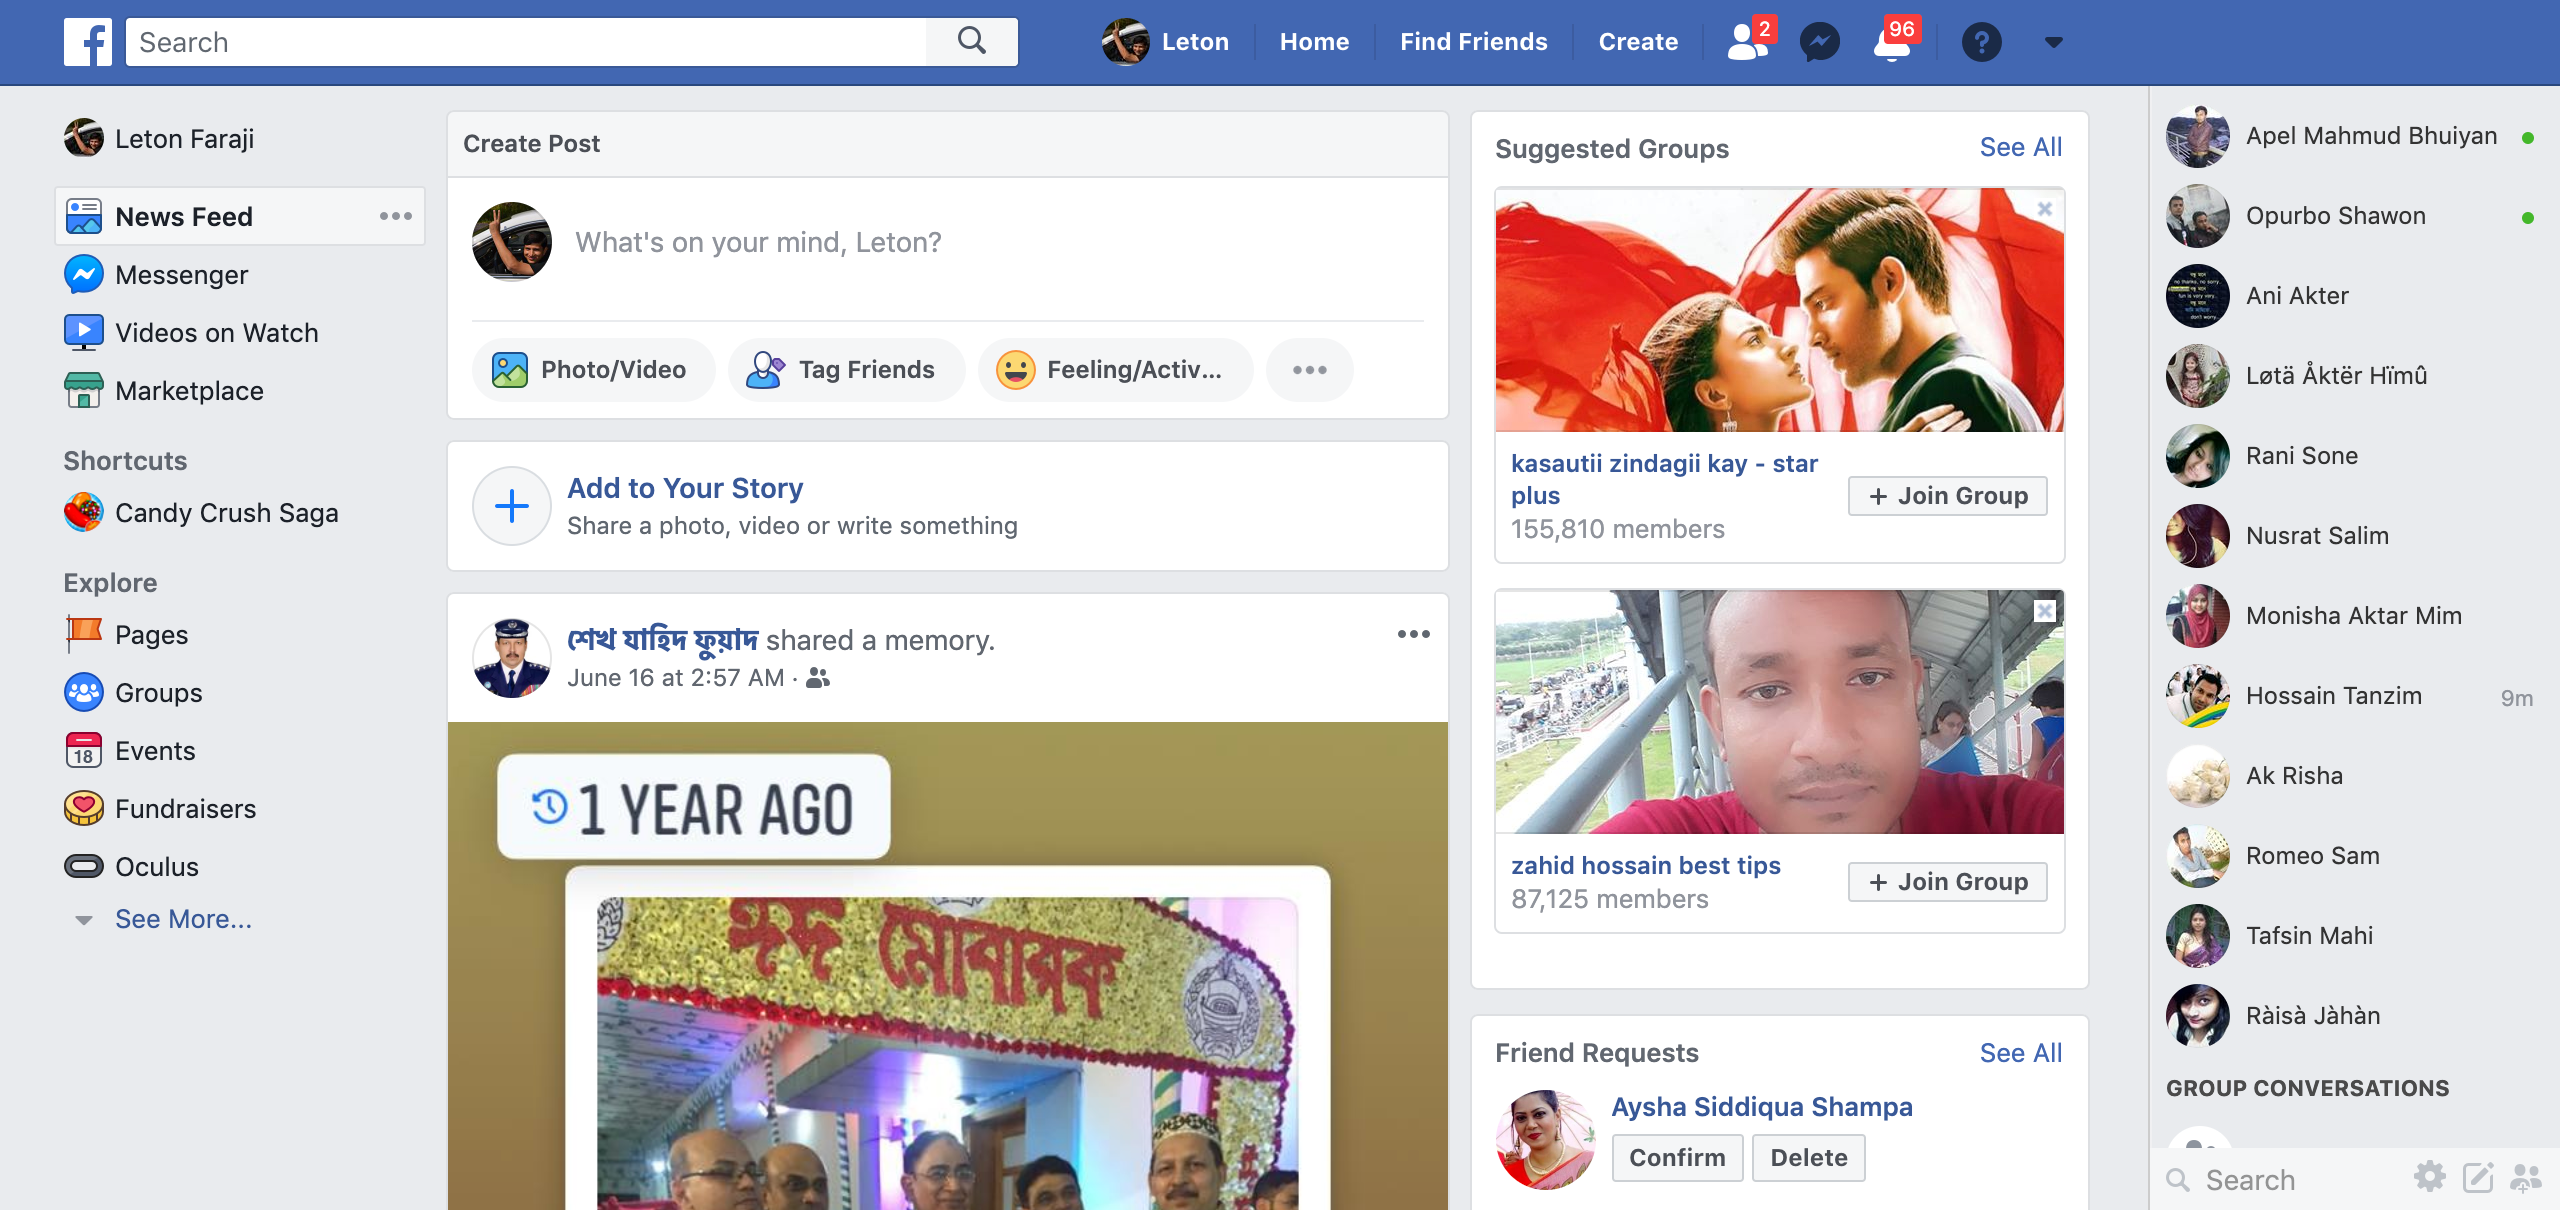 Search
Leton
Home
Find Friends
Create
2
96
Leton Faraji
News Feed
Messenger
Videos on Watch
Marketplace
Shortcuts
Candy Crush Saga
Explore
Pages
Groups
18
Events
Fundraisers
Oculus
See More...
Create Post
What's on your mind, Leton?
Photo/Video
Tag Friends
Feeling/Activ...
Add to Your Story
Share a photo, video or write something
শেখ যাহিদ ফুয়াদ shared a memory.
June 16 at 2:57 AM ·
1 YEAR AGO
ঈদ মোবারক
Suggested Groups
See All
kasautii zindagii kay - star
plus
155,810 members
+ Join Group
zahid hossain best tips
87,125 members
+ Join Group
Friend Requests
See All
Aysha Siddiqua Shampa
Confirm
Delete
Apel Mahmud Bhuiyan
Opurbo Shawon
Ani Akter
Løtä Åktër Hïmû
Rani Sone
Nusrat Salim
Monisha Aktar Mim
Hossain Tanzim
9m
Ak Risha
Romeo Sam
Tafsin Mahi
Ràisà Jàhàn
GROUP CONVERSATIONS
Search